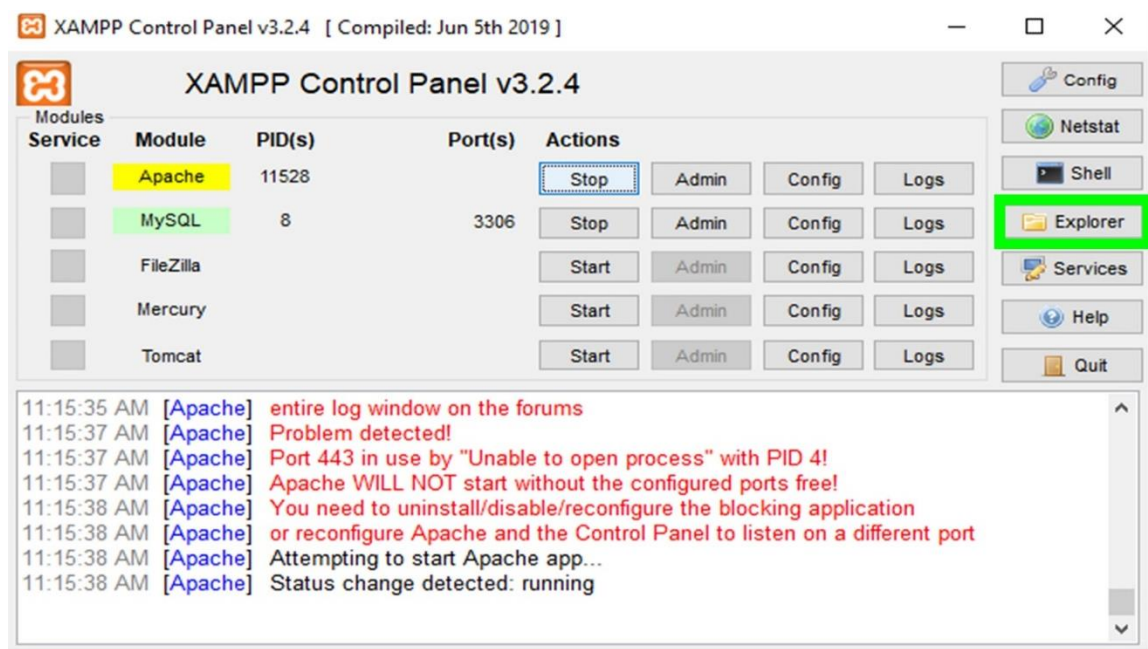 XAMPP Control Panel v3.2.4 [ Compiled: Jun 5th 2019 ]
XAMPP Control Panel v3.2.4
Config
Netstat
Shell
Explorer
Services
Help
Quit
Modules
Service Module PID(s) Port(s) Actions
Apache 11528 Stop Admin Config Logs
MySQL 8 3306 Stop Admin Config Logs
FileZilla Start Admin Config Logs
Mercury Start Admin Config Logs
Tomcat Start Admin Config Logs
11:15:35 AM [Apache] entire log window on the forums
11:15:37 AM [Apache] Problem detected!
11:15:37 AM [Apache] Port 443 in use by "Unable to open process" with PID 4!
11:15:37 AM [Apache] Apache WILL NOT start without the configured ports free!
11:15:38 AM [Apache] You need to uninstall/disable/reconfigure the blocking application
11:15:38 AM [Apache] or reconfigure Apache and the Control Panel to listen on a different port
11:15:38 AM [Apache] Attempting to start Apache app...
11:15:38 AM [Apache] Status change detected: running